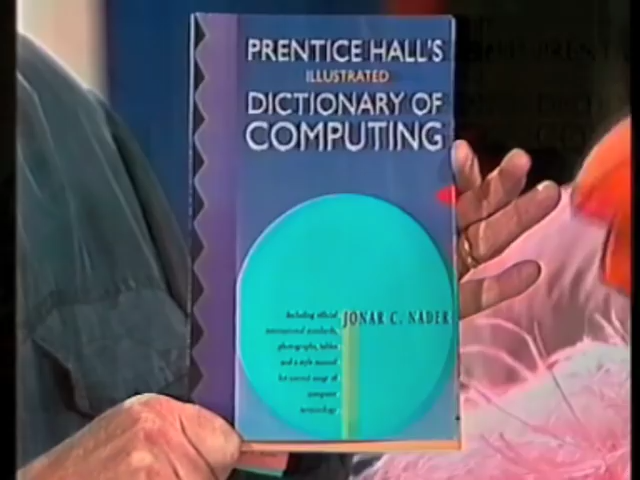 PRENTICE HALL'S
ILLUSTRATED
DICTIONARY OF
COMPUTING
JONAR C. NADER
Including official
international standards,
photographs, tables
and a style manual
for correct usage of
computer
terminology